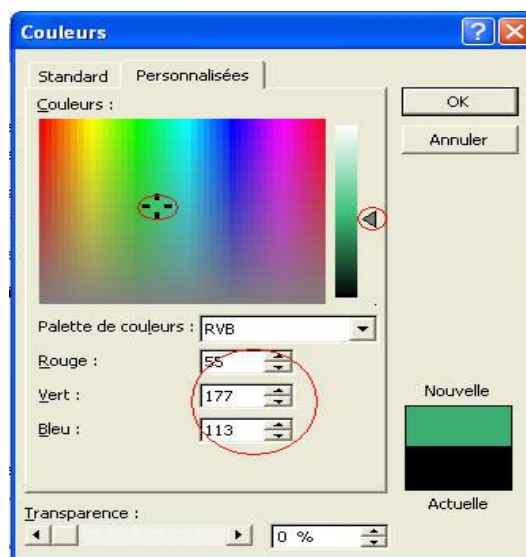 Couleurs
Standard
Personnalisées
Couleurs :
OK
Annuler
Palette de couleurs : RVB
Rouge : 55
Vert : 177
Bleu : 113
Nouvelle
Actuelle
Transparence :
0 %